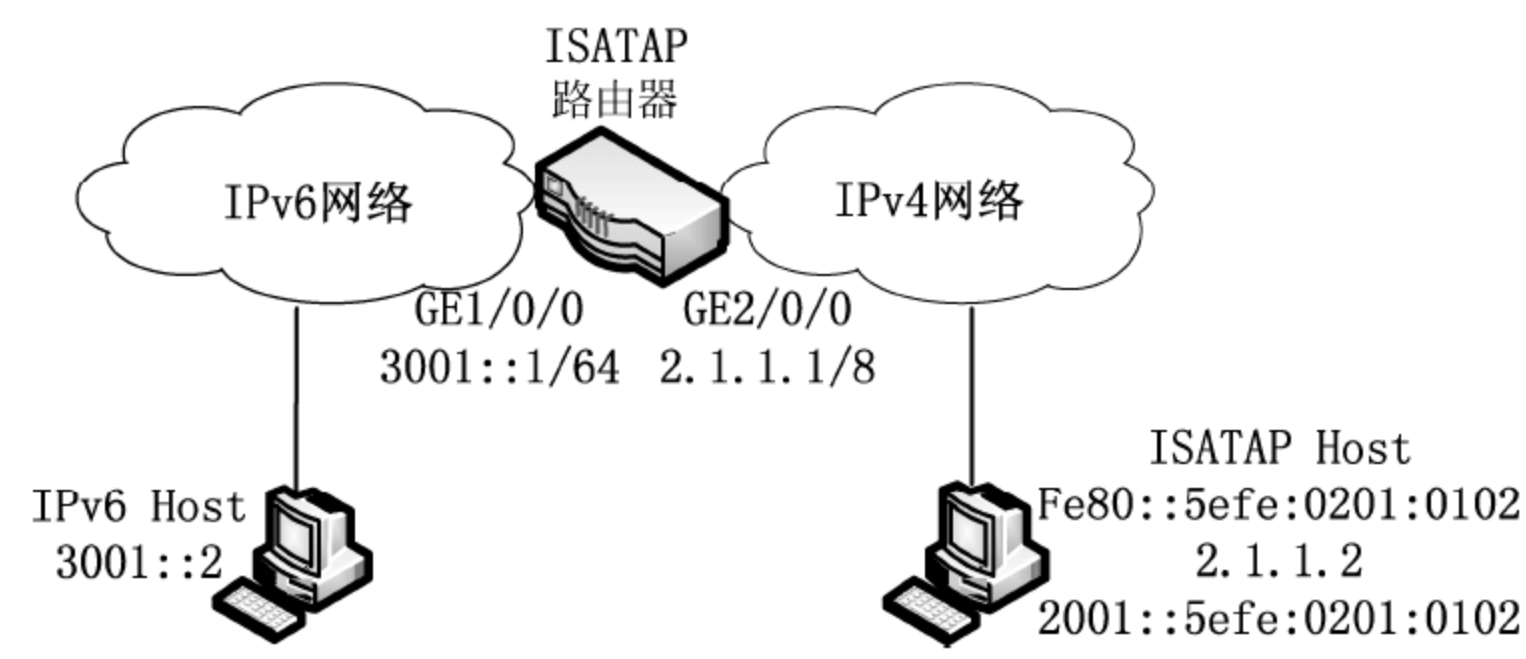 ISATAP
路由器
IPv6网络
IPv4网络
GE1/0/0
3001::1/64
GE2/0/0
2.1.1.1/8
IPv6 Host
3001::2
ISATAP Host
Fe80::5efe:0201:0102
2.1.1.2
2001::5efe:0201:0102